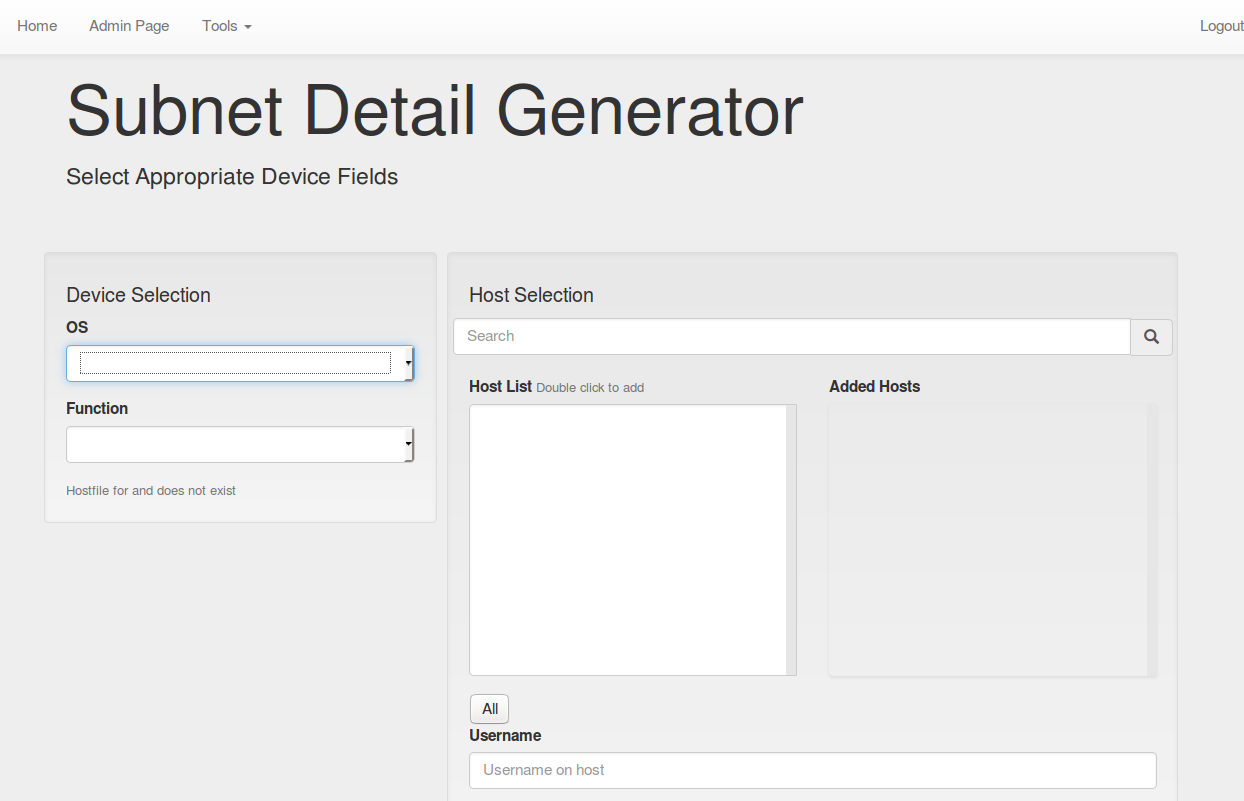 Home Admin Page Tools Logout
Subnet Detail Generator
Select Appropriate Device Fields
Device Selection
OS
Function
Hostfile for and does not exist
Host Selection
Search
Host List Double click to add
Added Hosts
All
Username
Username on host